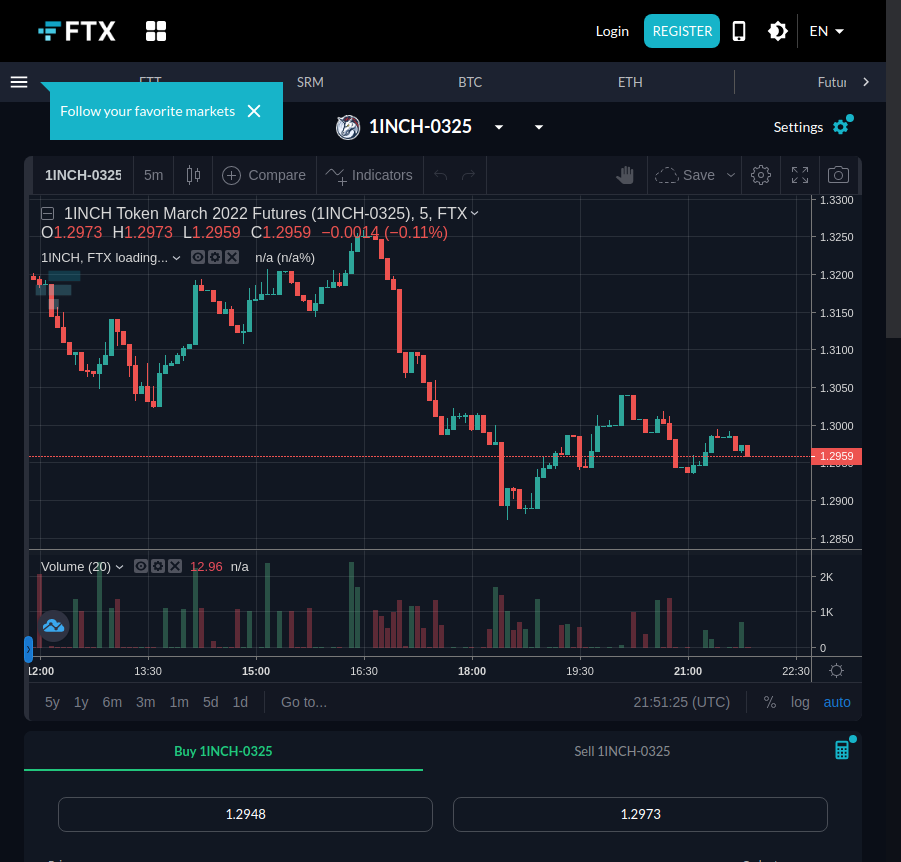 FTX
Login
REGISTER
EN
FTT
SRM
BTC
ETH
Futur
Follow your favorite markets
1INCH-0325
Settings
1INCH-0325
5m
Compare
Indicators
Save
1INCH Token March 2022 Futures (1INCH-0325), 5, FTX
O1.2973 H1.2973 L1.2959 C1.2959 −0.0014 (−0.11%)
1INCH, FTX loading...
n/a (n/a%)
1.3300
1.3250
1.3200
1.3150
1.3100
1.3050
1.3000
1.2959
1.2900
1.2850
Volume (20)
12.96 n/a
2K
1K
0
12:00
13:30
15:00
16:30
18:00
19:30
21:00
22:30
5y
1y
6m
3m
1m
5d
1d
Go to...
21:51:25 (UTC)
%
log
auto
Buy 1INCH-0325
Sell 1INCH-0325
1.2948
1.2973